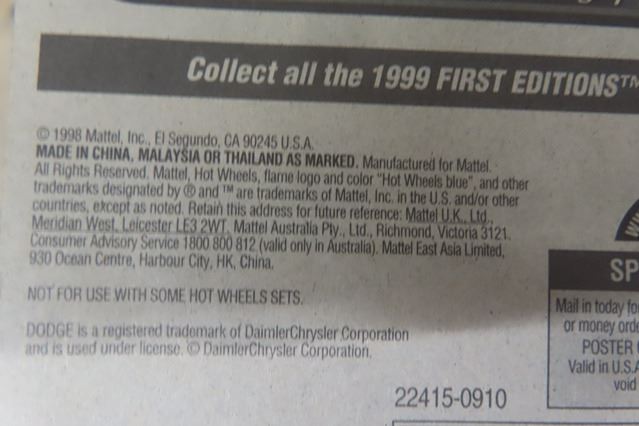 Collect all the 1999 FIRST EDITIONS™
© 1998 Mattel, Inc., El Segundo, CA 90245 U.S.A.
MADE IN CHINA, MALAYSIA OR THAILAND AS MARKED. Manufactured for Mattel.
All Rights Reserved. Mattel, Hot Wheels, flame logo and color "Hot Wheels blue", and other
trademarks designated by ® and ™ are trademarks of Mattel, Inc. in the U.S. and/or other
countries, except as noted. Retain this address for future reference: Mattel U.K., Ltd.,
Meridian West, Leicester LE3 2WT. Mattel Australia Pty., Ltd., Richmond, Victoria 3121.
Consumer Advisory Service 1800 800 812 (valid only in Australia). Mattel East Asia Limited,
930 Ocean Centre, Harbour City, HK, China.
NOT FOR USE WITH SOME HOT WHEELS SETS.
DODGE is a registered trademark of DaimlerChrysler Corporation
and is used under license. © DaimlerChrysler Corporation.
22415-0910
SP
Mail in today fo
or money orde
POSTER
Valid in U.S.A
void